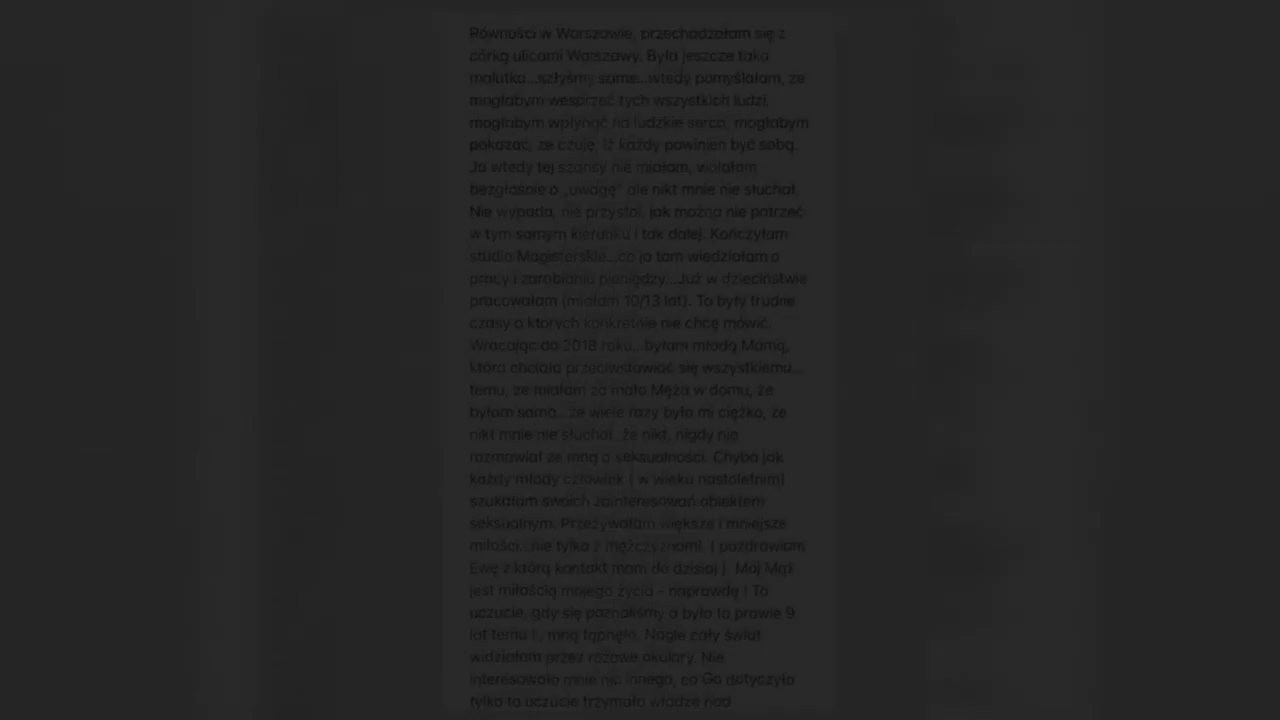 Równości w Warszawie, przechadzałam się z
córką ulicami Warszawy. Była jeszcze taka
malutka...szłyśmy same...wtedy pomyślałam, że
mogłabym wesprzeć tych wszystkich ludzi,
mogłabym wpłynąć na ludzkie serca, mogłabym
pokazać, że czuję, iż każdy powinien być sobą.
Ja wtedy tej szansy nie miałam, wołałam
bezgłośnie o „uwagę" ale nikt mnie nie słuchał.
Nie wypada, nie przystoi, jak można nie patrzeć
w tym samym kierunku i tak dalej. Kończyłam
studia Magisterskie...co ja tam wiedziałam o
pracy i zarabianiu pieniędzy...Już w dzieciństwie
pracowałam (miałam 10/13 lat). To były trudne
czasy o których konkretnie nie chcę mówić.
Wracając do 2018 roku...byłam młodą Mamą,
która chciała przeciwstawiać się wszystkiemu...
temu, że miałam za mało Męża w domu, że
byłam sama...że wiele razy było mi ciężko, że
nikt mnie nie słuchał, że nikt, nigdy nie
rozmawiał ze mną o seksualności. Chyba jak
każdy młody człowiek ( w wieku nastoletnim)
szukałam swoich zainteresowań obiektem
seksualnym. Przeżywałam większe i mniejsze
miłości...nie tylko z mężczyznami. ( pozdrawiam
Ewę z którą kontakt mam do dzisiaj ). Mój Mąż
jest miłością mojego życia - naprawdę ! To
uczucie, gdy się poznaliśmy a było to prawie 9
lat temu ! , mną tąpnęło. Nagle cały świat
widziałam przez różowe okulary. Nie
interesowało mnie nic innego, co Go dotyczyło
tylko to uczucie trzymało władzę nad